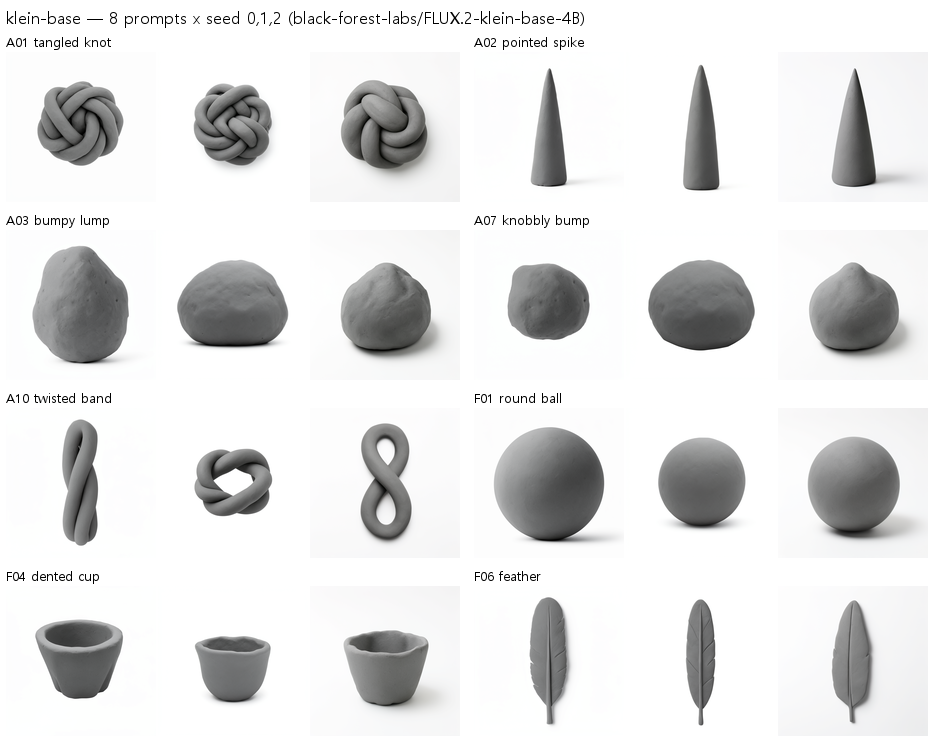 klein-base — 8 prompts x seed 0,1,2 (black-forest-labs/FLUX.2-klein-base-4B)
A01 tangled knot
A02 pointed spike
A03 bumpy lump
A07 knobbly bump
A10 twisted band
F01 round ball
F04 dented cup
F06 feather